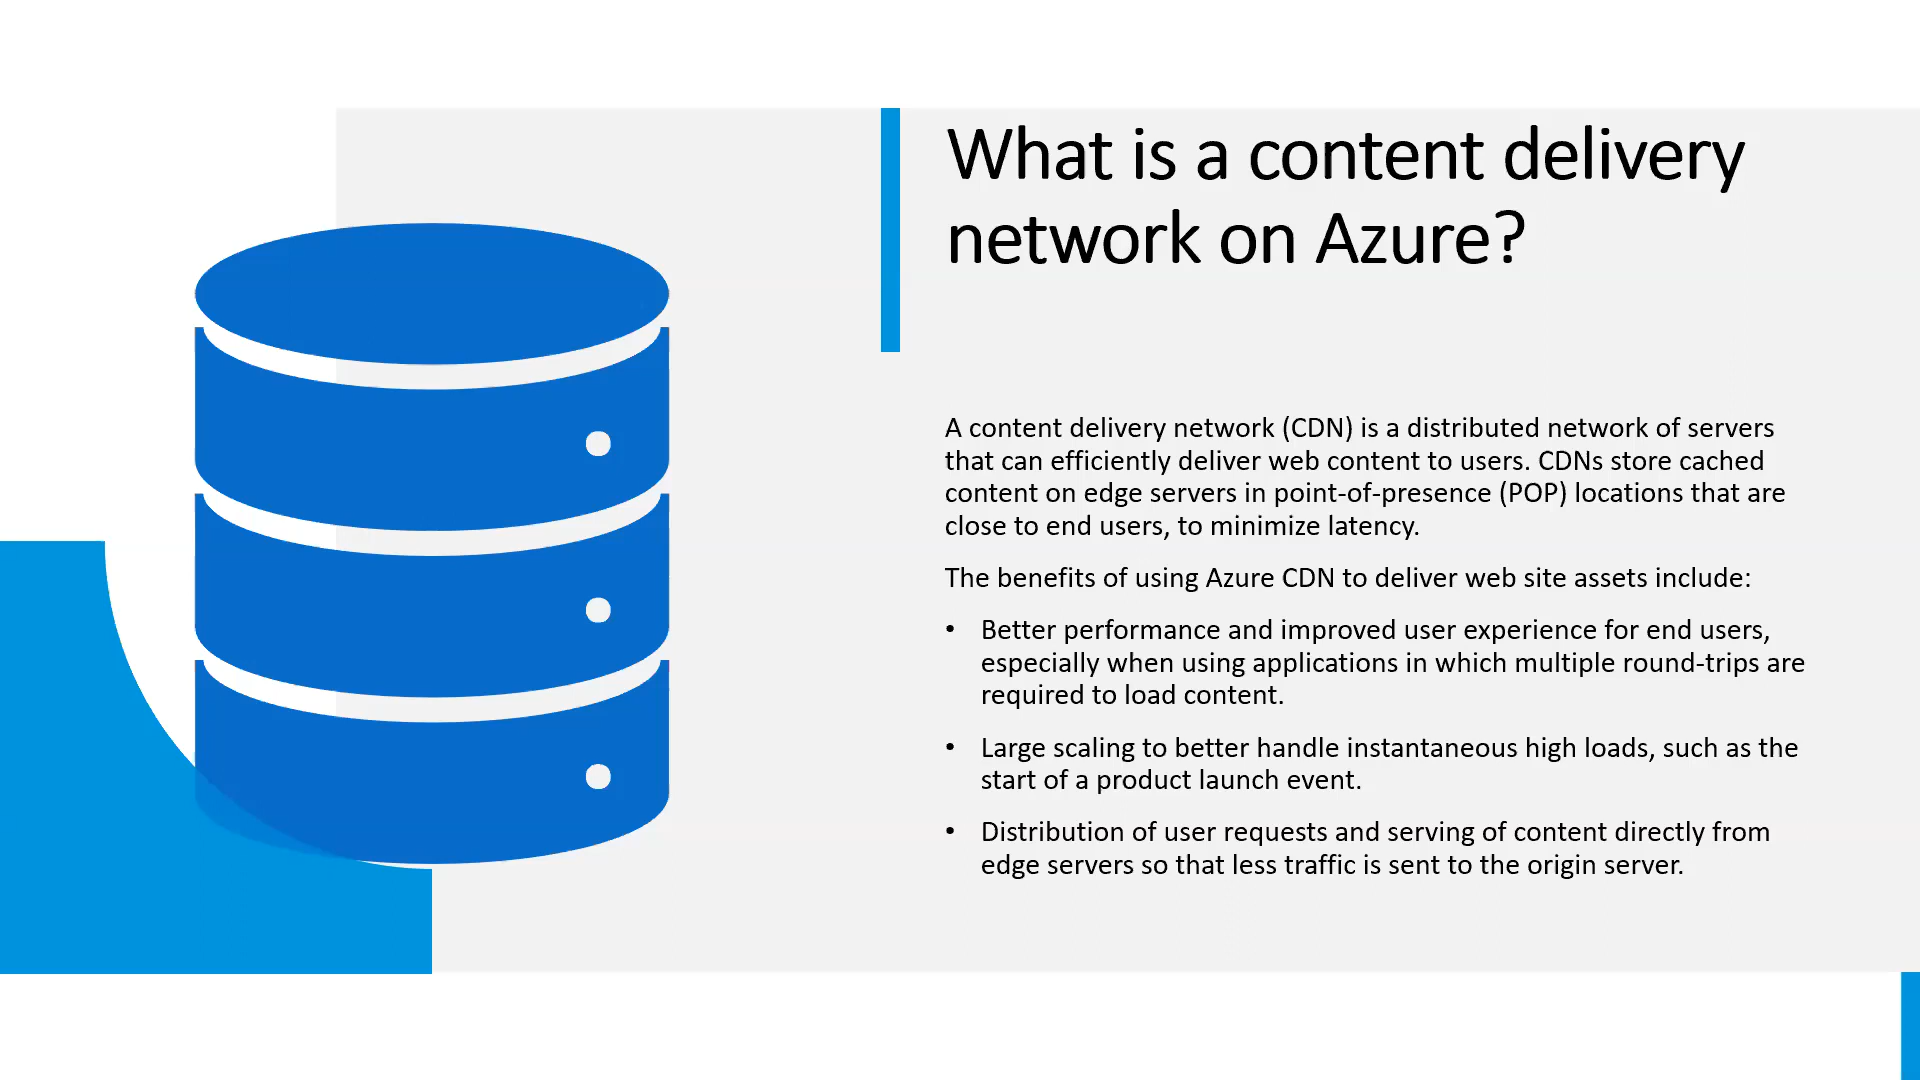 What is a content delivery
network on Azure?
A content delivery network (CDN) is a distributed network of servers
that can efficiently deliver web content to users. CDNs store cached
content on edge servers in point-of-presence (POP) locations that are
close to end users, to minimize latency.
The benefits of using Azure CDN to deliver web site assets include:
• Better performance and improved user experience for end users,
especially when using applications in which multiple round-trips are
required to load content.
• Large scaling to better handle instantaneous high loads, such as the
start of a product launch event.
• Distribution of user requests and serving of content directly from
edge servers so that less traffic is sent to the origin server.